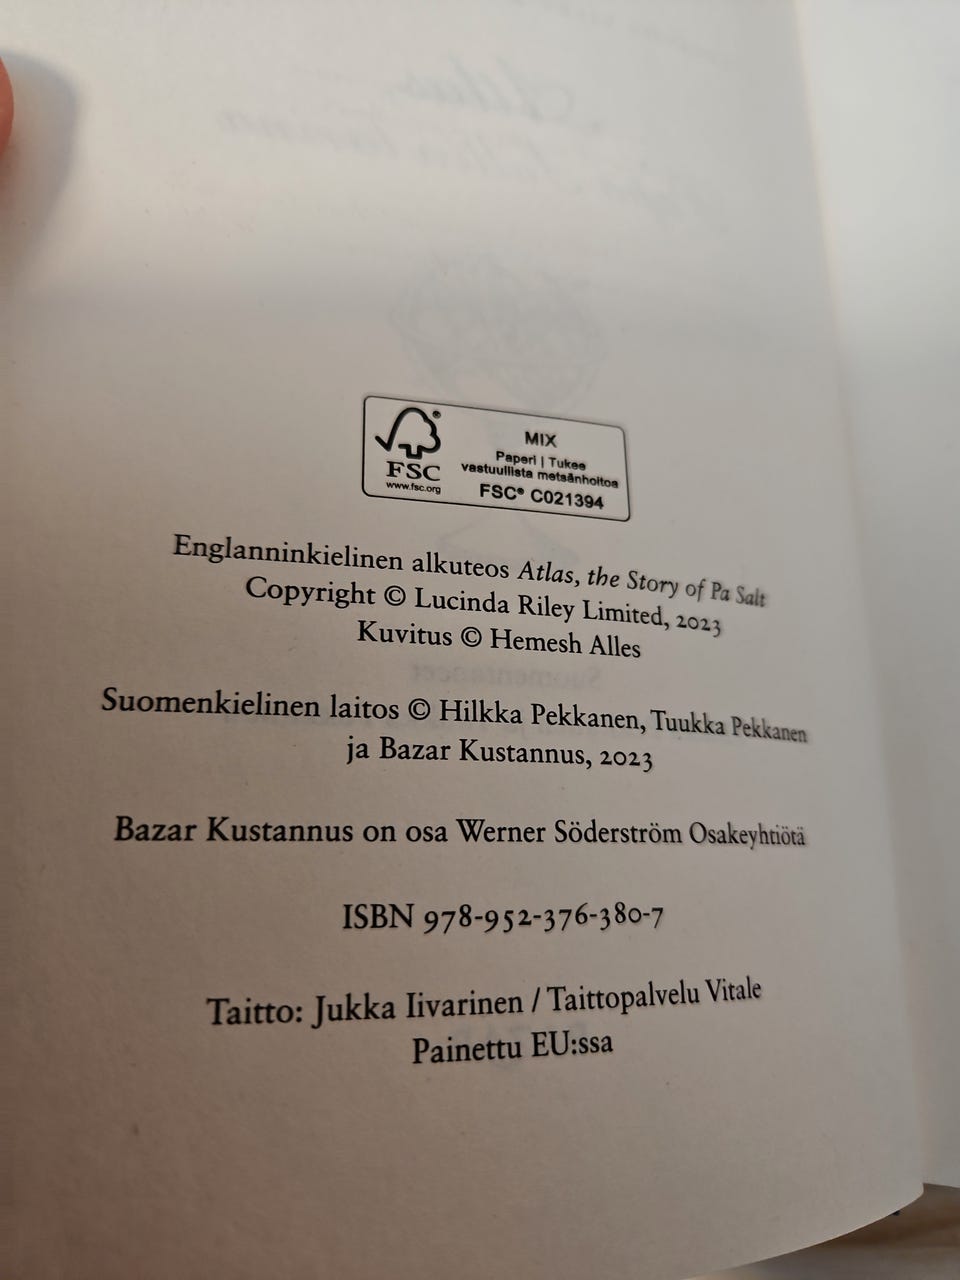 FSC
www.fsc.org
MIX
Paperi | Tukee
vastuullista metsänhoitoa
FSC® C021394
Englanninkielinen alkuteos Atlas, the Story of Pa Salt
Copyright © Lucinda Riley Limited, 2023
Kuvitus © Hemesh Alles
Suomenkielinen laitos © Hilkka Pekkanen, Tuukka Pekkanen
ja Bazar Kustannus, 2023
Bazar Kustannus on osa Werner Söderström Osakeyhtiötä
ISBN 978-952-376-380-7
Taitto: Jukka Iivarinen / Taittopalvelu Vitale
Painettu EU:ssa